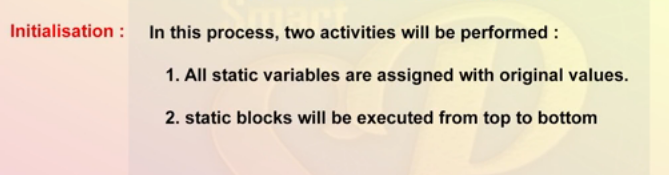 Smart
Initialisation : In this process, two activities will be performed :
1. All static variables are assigned with original values.
2. static blocks will be executed from top to bottom